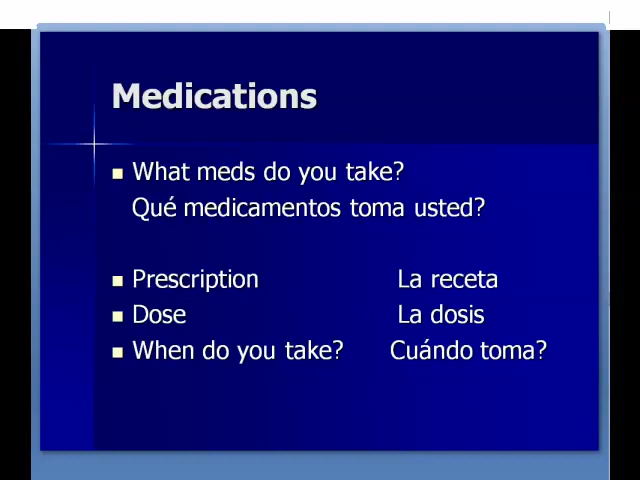 Medications
What meds do you take?
Qué medicamentos toma usted?
Prescription La receta
Dose La dosis
When do you take? Cuándo toma?